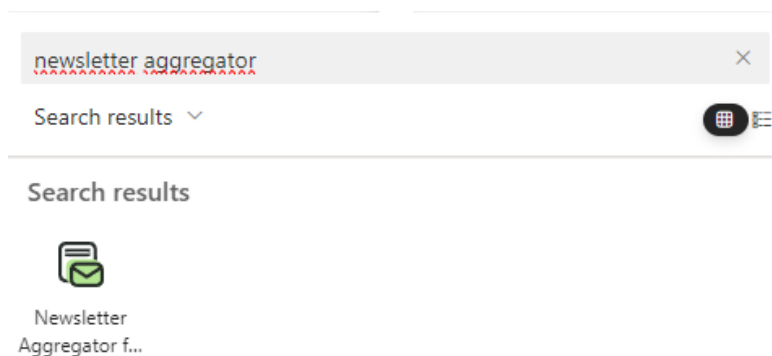 newsletter aggregator
Search results
Search results
Newsletter
Aggregator f...